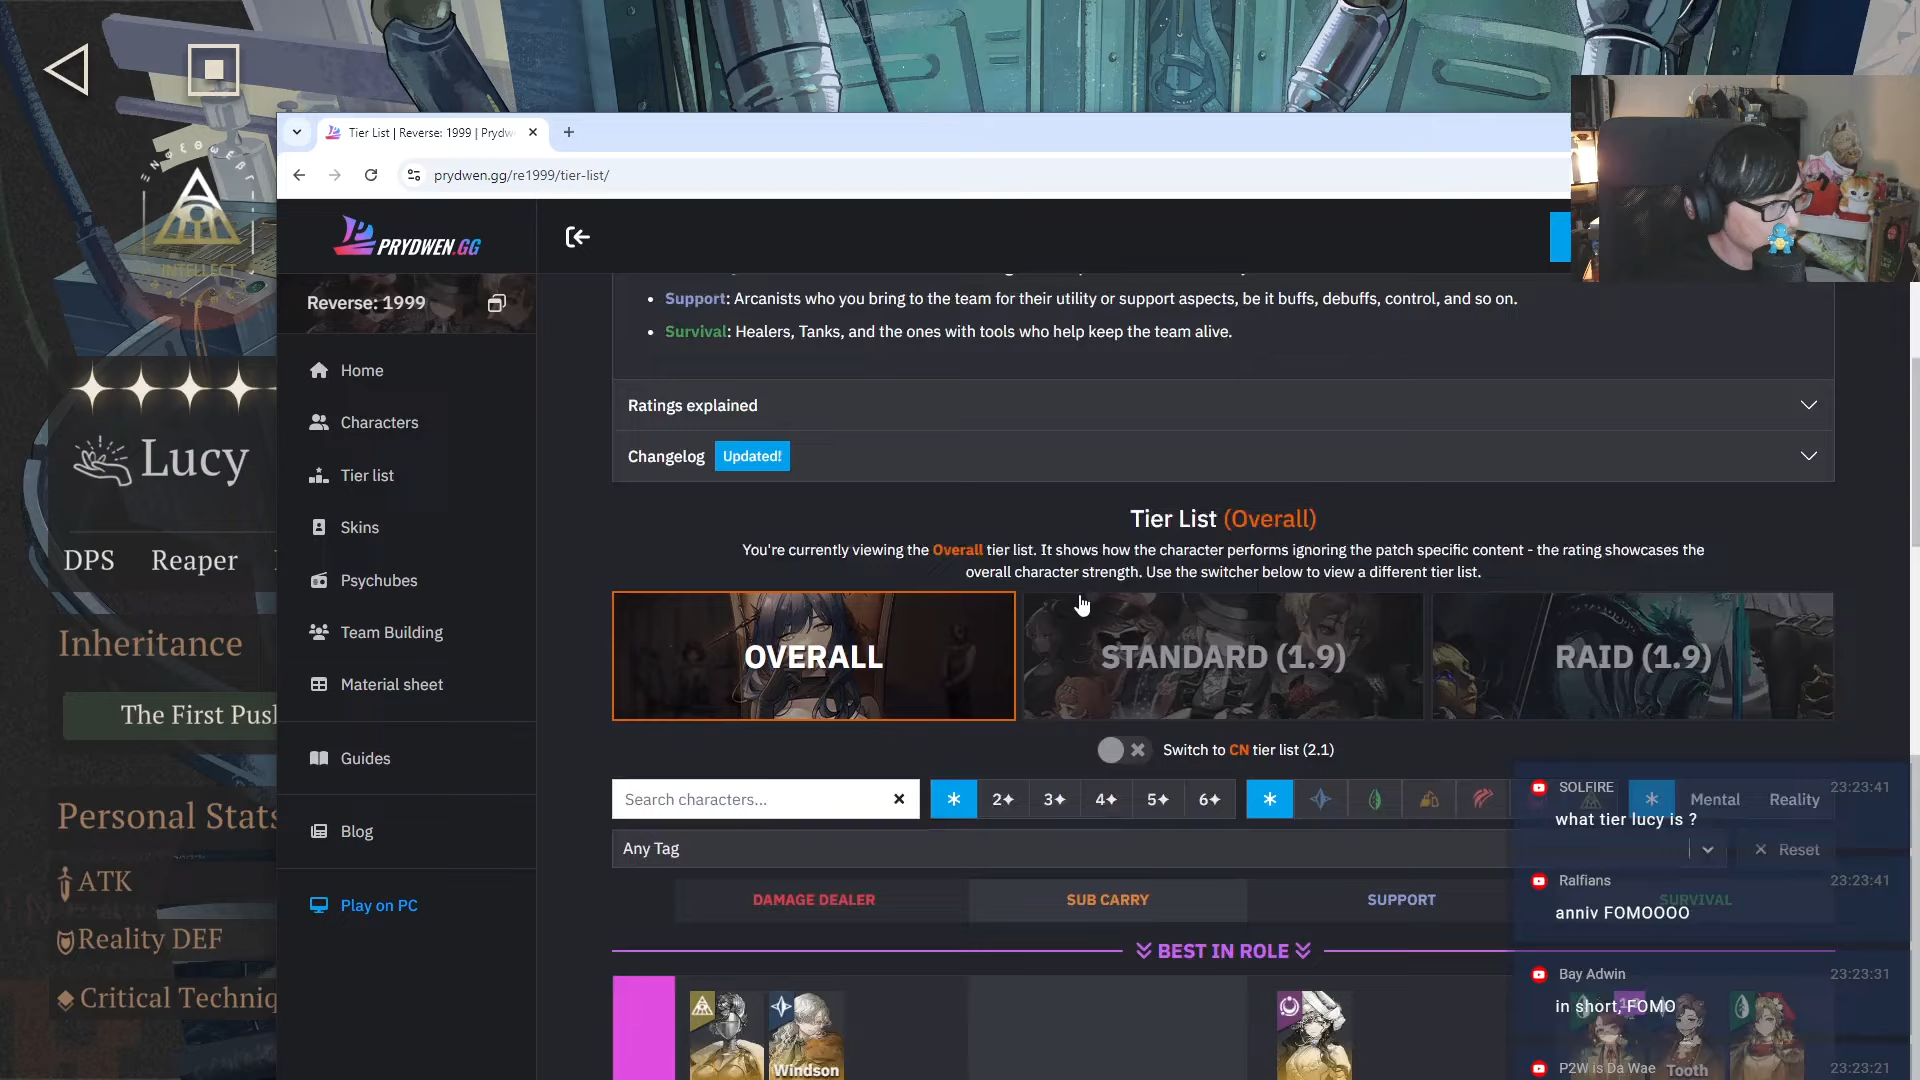 Tier List | Reverse: 1999 | Prydw
prydwen.gg/re1999/tier-list/
PRYDWEN.GG
Reverse: 1999
Home
Characters
Tier list
Skins
Psychubes
Team Building
Material sheet
Guides
Blog
Play on PC
INTELLECT
Lucy
DPS Reaper
Inheritance
The First Pus
Personal Stats
ATK
Reality DEF
Critical Techniq
Support: Arcanists who you bring to the team for their utility or support aspects, be it buffs, debuffs, control, and so on.
Survival: Healers, Tanks, and the ones with tools who help keep the team alive.
Ratings explained
Changelog Updated!
Tier List (Overall)
You're currently viewing the Overall tier list. It shows how the character performs ignoring the patch specific content - the rating showcases the
overall character strength. Use the switcher below to view a different tier list.
OVERALL STANDARD (1.9) RAID (1.9)
Switch to CN tier list (2.1)
Search characters... 2 3 4 5 6 Mental Reality
Any Tag Reset
DAMAGE DEALER SUB CARRY SUPPORT SURVIVAL
BEST IN ROLE
Windson
Tooth
SOLFIRE 23:23:41
what tier lucy is ?
Ralfians 23:23:41
anniv FOMOOOO
Bay Adwin 23:23:31
in short, FOMO
P2W is Da Wae 23:23:21